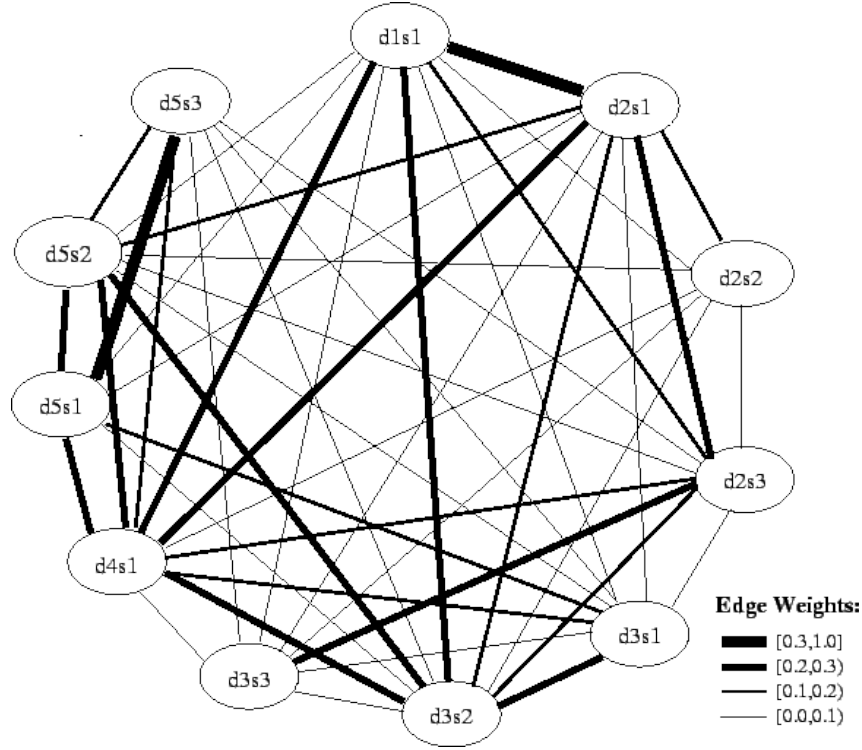 d1s1
d5s3
d2s1
d5s2
d2s2
d5s1
d2s3
d4s1
Edge Weights:
d3s1
[0.3,1.0]
[0.2,0.3)
d3s3
[0.1,0.2)
d3s2
[0.0,0.1)